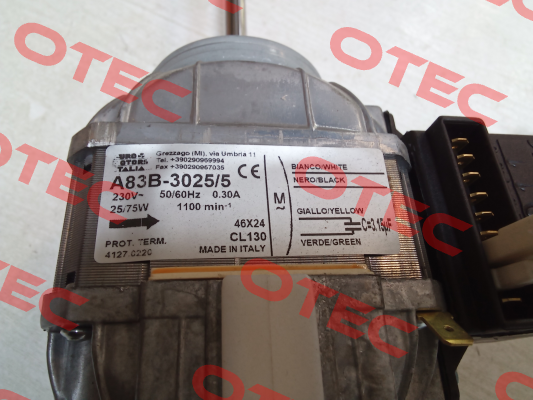 OTEC
OTEC
OTEC
OTEC
OTEC
EURO
MOTORS
ITALIA
Grezzago (MI), via Umbria 11
Tel. +390290969994
Fax +390290967035
CE
A83B-3025/5
230V~ 50/60Hz 0.30A
25/75W 1100 min⁻¹
46X24
CL130
PROT. TERM.
4127 0220
MADE IN ITALY
M
~
BIANCO/WHITE
NERO/BLACK
GIALLO/YELLOW
C=3.15µF
VERDE/GREEN